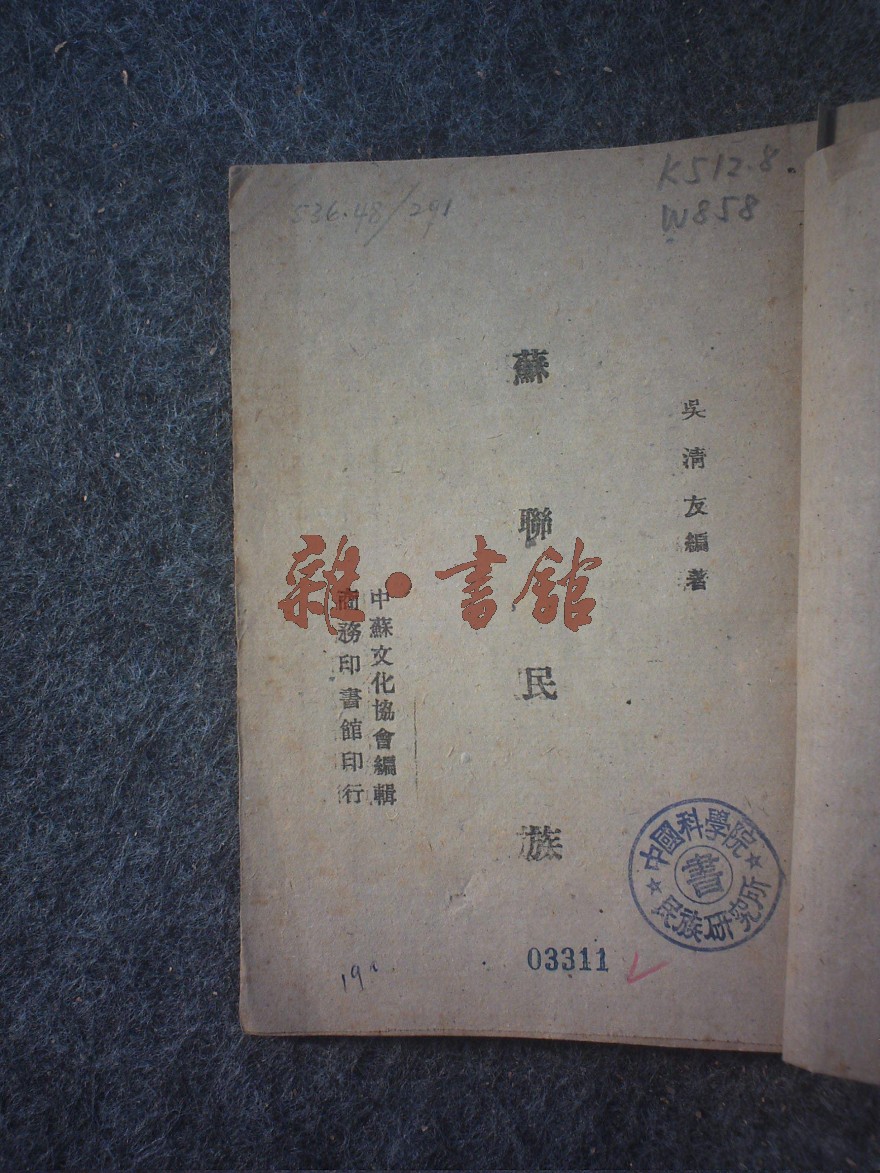 K512.8
W858
536.48/291
吳清友編著
蘇聯民族
中蘇文化協會編輯
商務印書館印行
雜·書館
中國科學院
書
民族研究所
03311